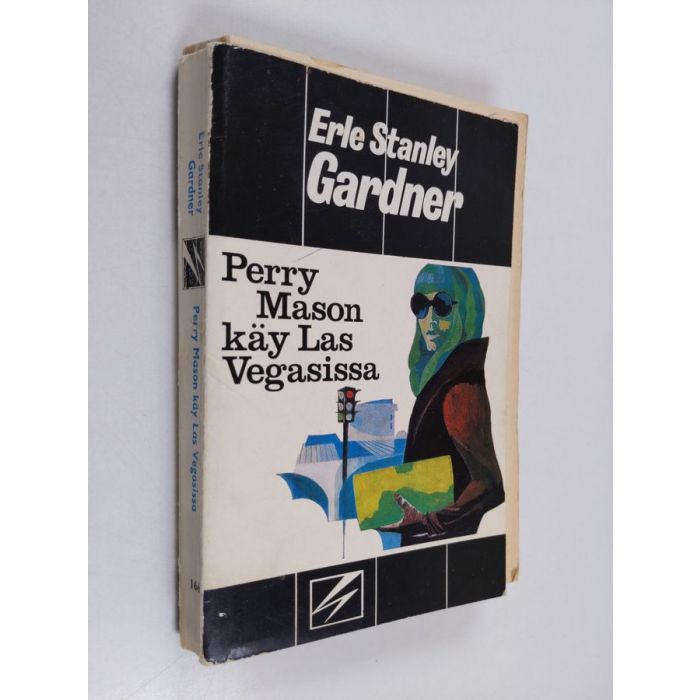 Erle Stanley
Gardner
Perry
Mason
käy Las
Vegasissa
Erle Stanley
Gardner
Perry Mason käy Las Vegasissa